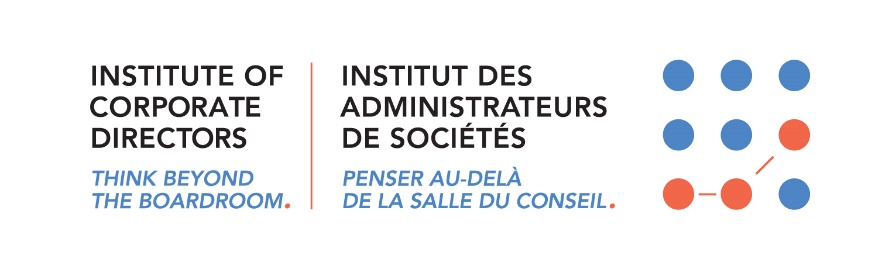 INSTITUTE OF
CORPORATE
DIRECTORS
THINK BEYOND
THE BOARDROOM.
INSTITUT DES
ADMINISTRATEURS
DE SOCIÉTÉS
PENSER AU-DELÀ
DE LA SALLE DU CONSEIL.